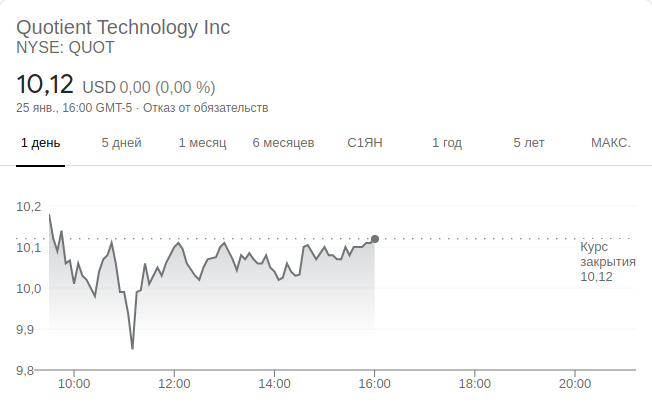 Quotient Technology Inc
NYSE: QUOT
10,12 USD 0,00 (0,00 %)
25 янв., 16:00 GMT-5 · Отказ от обязательств
1 день 5 дней 1 месяц 6 месяцев С1ЯН 1 год 5 лет МАКС.
10,2
10,1
10,0
9,9
9,8
Курс
закрытия
10,12
10:00 12:00 14:00 16:00 18:00 20:00